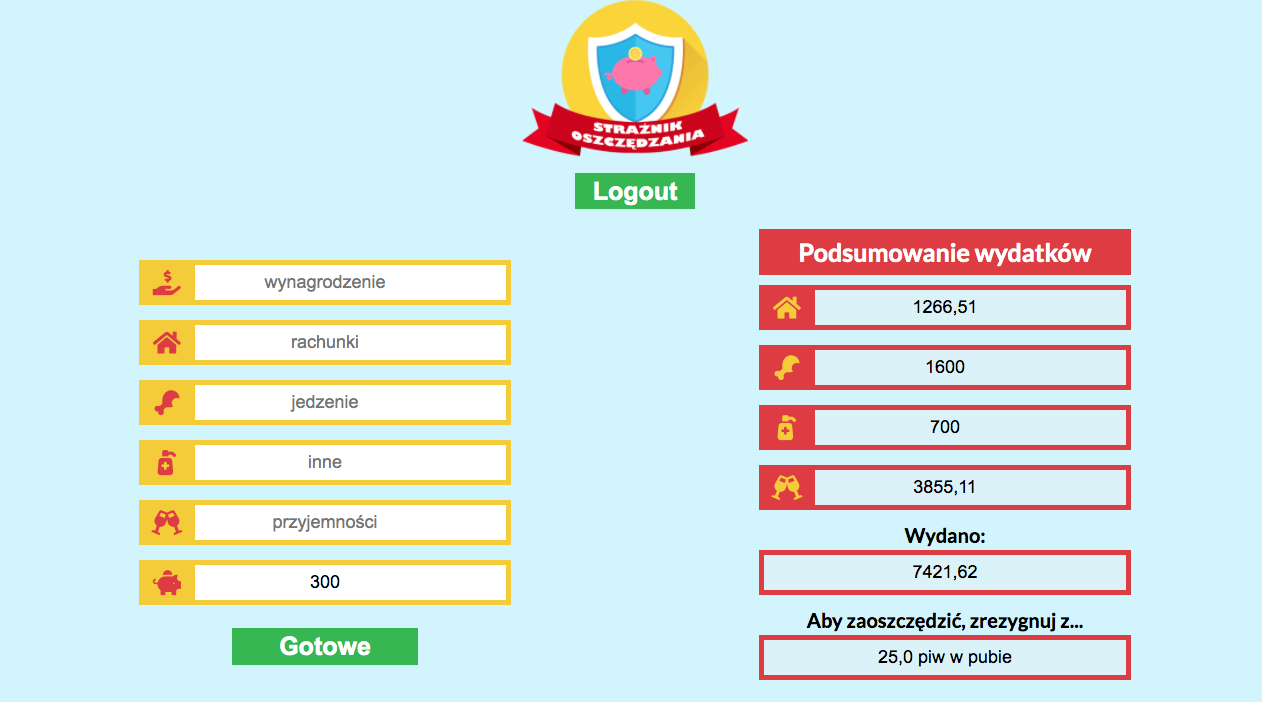 STRAŻNIK
OSZCZĘDZANIA
Logout
wynagrodzenie
rachunki
jedzenie
inne
przyjemności
300
Gotowe
Podsumowanie wydatków
1266,51
1600
700
3855,11
Wydano:
7421,62
Aby zaoszczędzić, zrezygnuj z...
25,0 piw w pubie